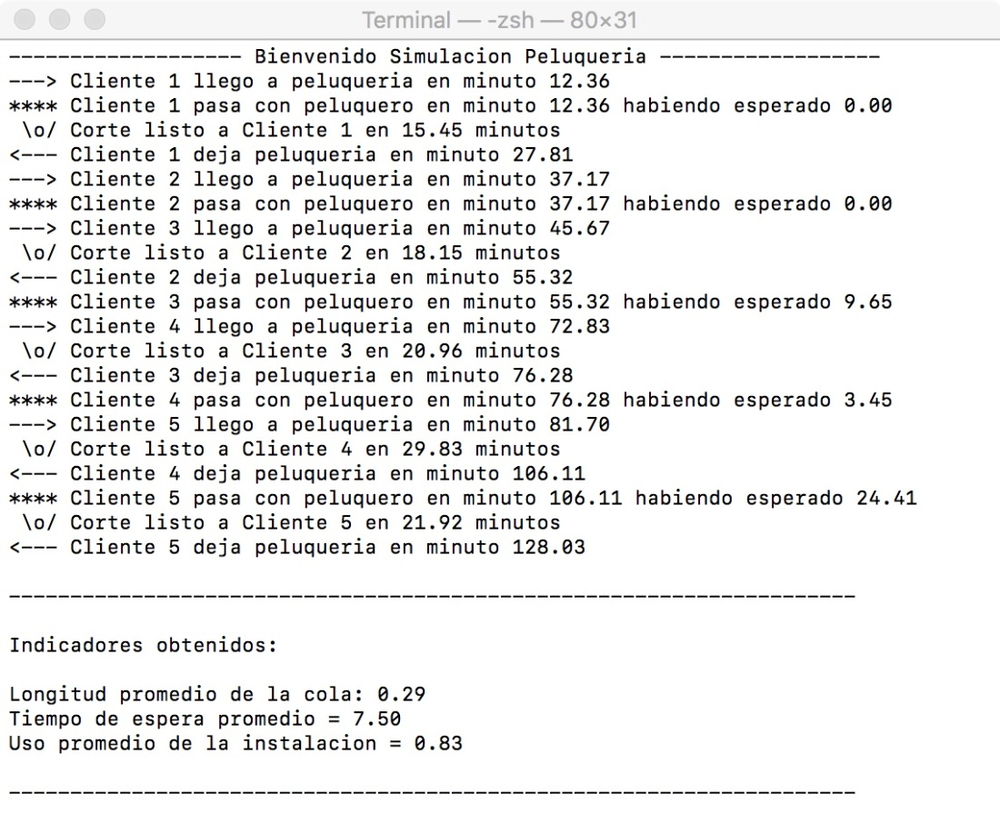 Terminal — -zsh — 80×31
------------------- Bienvenido Simulacion Peluqueria ------------------
---> Cliente 1 llego a peluqueria en minuto 12.36
**** Cliente 1 pasa con peluquero en minuto 12.36 habiendo esperado 0.00
 \o/ Corte listo a Cliente 1 en 15.45 minutos
<--- Cliente 1 deja peluqueria en minuto 27.81
---> Cliente 2 llego a peluqueria en minuto 37.17
**** Cliente 2 pasa con peluquero en minuto 37.17 habiendo esperado 0.00
---> Cliente 3 llego a peluqueria en minuto 45.67
 \o/ Corte listo a Cliente 2 en 18.15 minutos
<--- Cliente 2 deja peluqueria en minuto 55.32
**** Cliente 3 pasa con peluquero en minuto 55.32 habiendo esperado 9.65
---> Cliente 4 llego a peluqueria en minuto 72.83
 \o/ Corte listo a Cliente 3 en 20.96 minutos
<--- Cliente 3 deja peluqueria en minuto 76.28
**** Cliente 4 pasa con peluquero en minuto 76.28 habiendo esperado 3.45
---> Cliente 5 llego a peluqueria en minuto 81.70
 \o/ Corte listo a Cliente 4 en 29.83 minutos
<--- Cliente 4 deja peluqueria en minuto 106.11
**** Cliente 5 pasa con peluquero en minuto 106.11 habiendo esperado 24.41
 \o/ Corte listo a Cliente 5 en 21.92 minutos
<--- Cliente 5 deja peluqueria en minuto 128.03
---------------------------------------------------------------------
Indicadores obtenidos:
Longitud promedio de la cola: 0.29
Tiempo de espera promedio = 7.50
Uso promedio de la instalacion = 0.83
---------------------------------------------------------------------